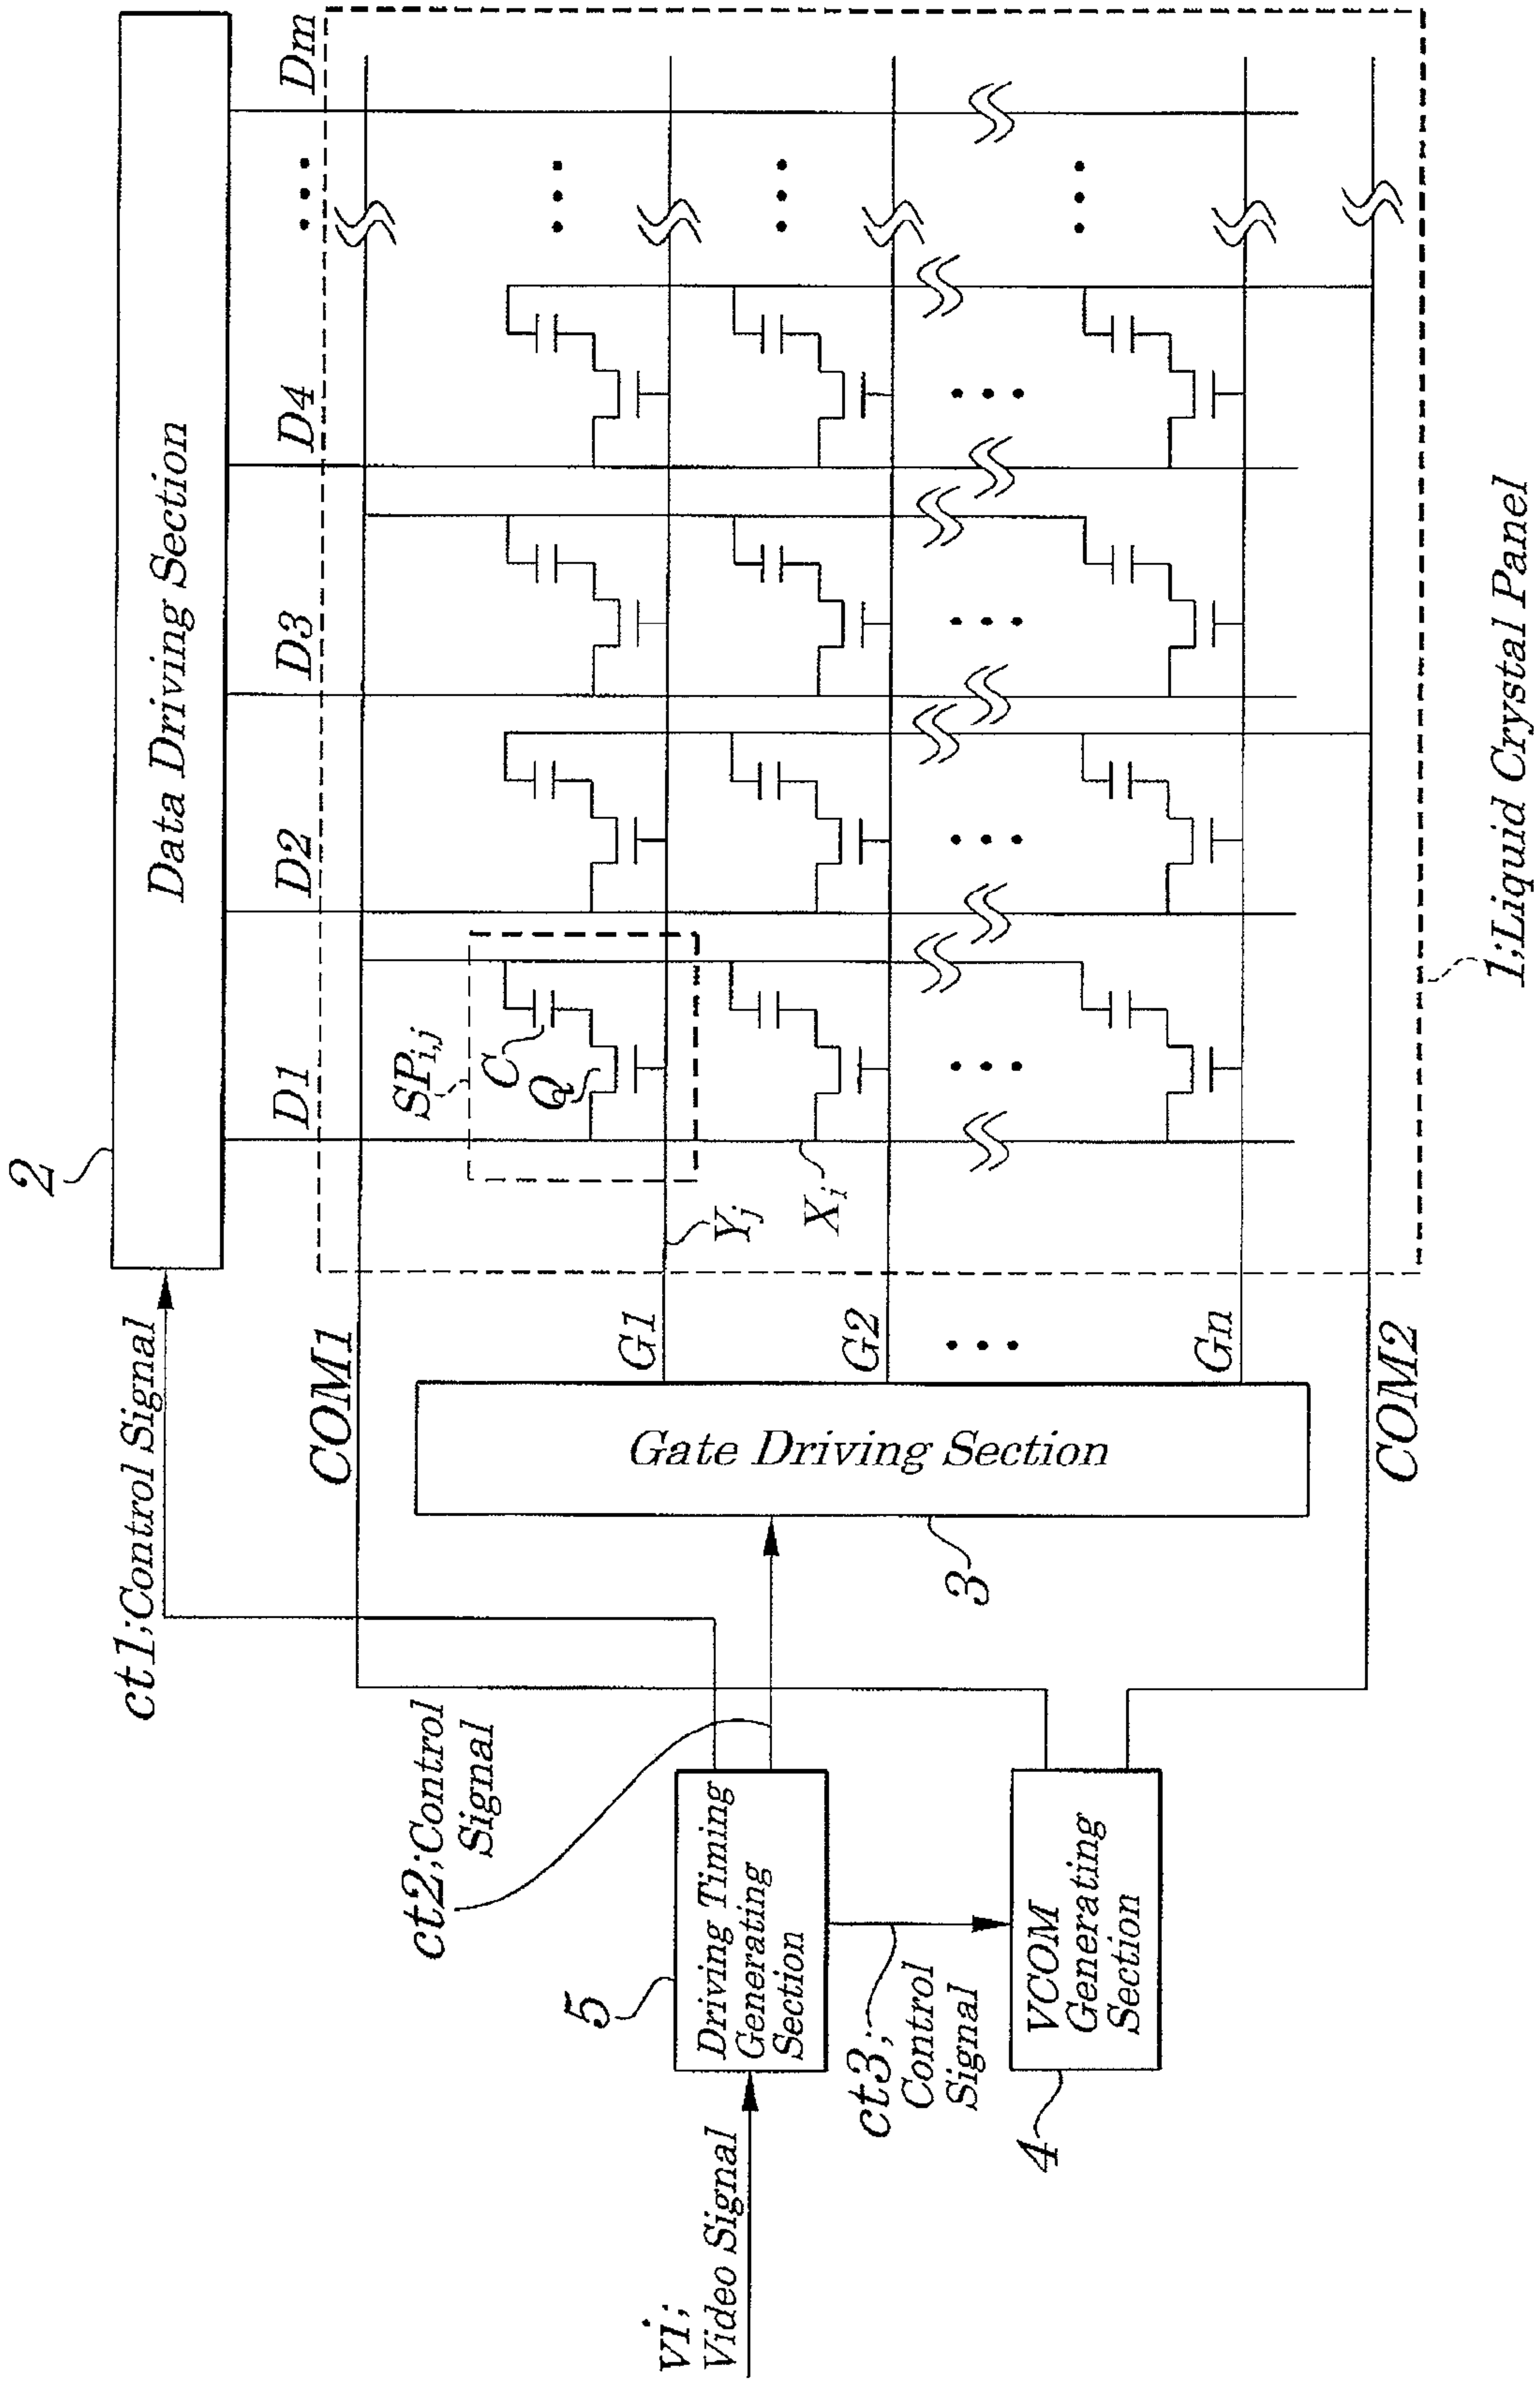 2
Data Driving Section
ct1;Control Signal
D1
D2
D3
D4
Dm
COM1
SPi,j
C
Q
G1
Yj
Xi
G2
Gn
COM2
Gate Driving Section
3
ct2;Control
Signal
5
Driving Timing
Generating
Section
vi;
Video Signal
ct3;
Control
Signal
VCOM
Generating
Section
4
1;Liquid Crystal Panel